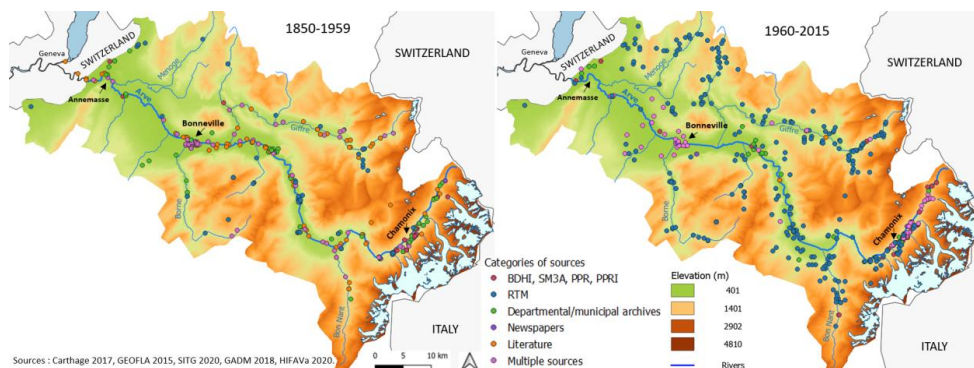 1850-1959
SWITZERLAND
Geneva
SWITZERLAND
Annemasse
Menoge
Arve
Bonneville
Giffre
Borne
Chamonix
Bon Nant
ITALY
Sources : Carthage 2017, GEOFLA 2015, SITG 2020, GADM 2018, HIFAVa 2020.
0 5 10 km
Categories of sources
BDHI, SM3A, PPR, PPRI
RTM
Departmental/municipal archives
Newspapers
Literature
Multiple sources
1960-2015
SWITZERLAND
Geneva
SWITZERLAND
Annemasse
Menoge
Arve
Bonneville
Giffre
Borne
Chamonix
Bon Nant
ITALY
Elevation (m)
401
1401
2902
4810
Rivers